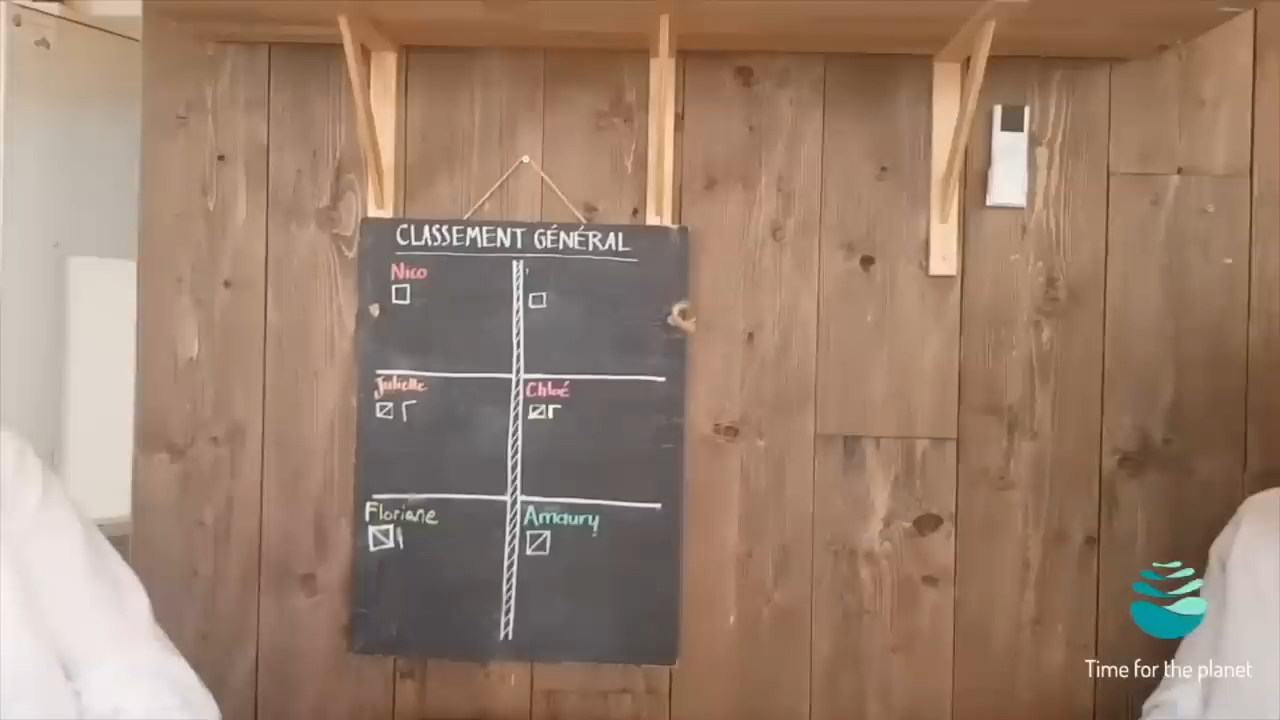 CLASSEMENT GÉNÉRAL
Nico
Juliette
Chloé
Floriane
Amaury
Time for the planet